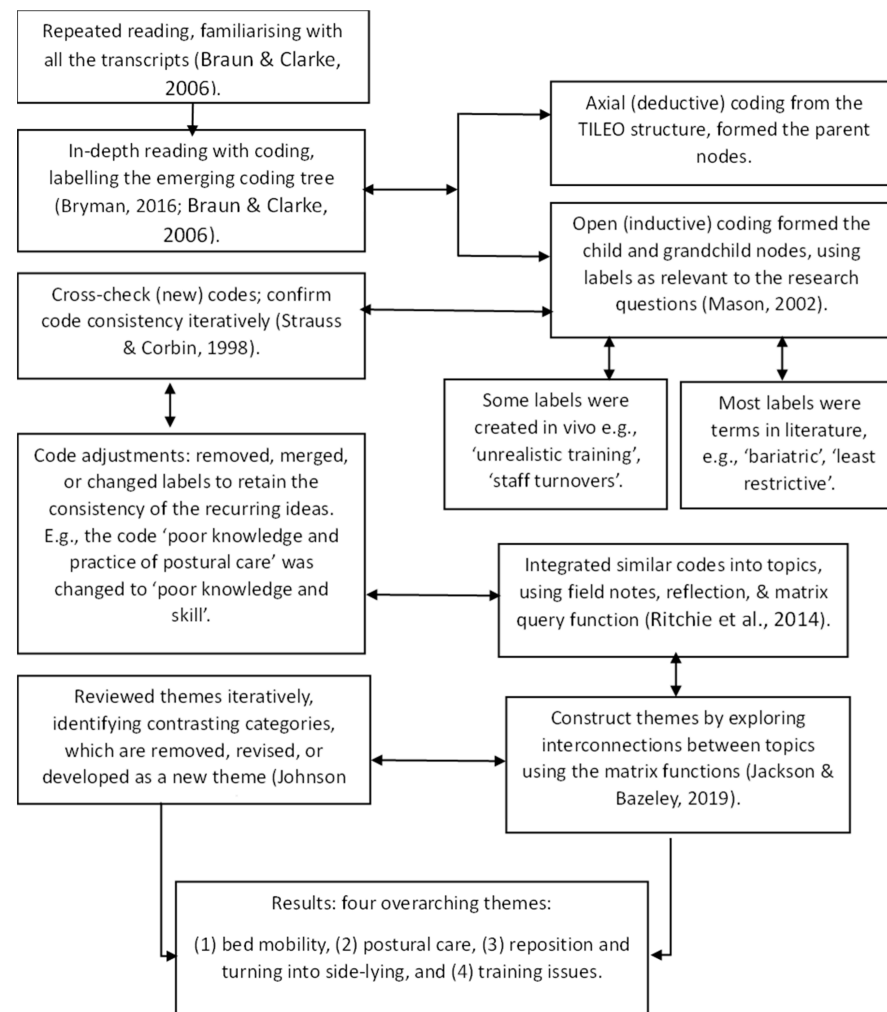 Repeated reading, familiarising with
all the transcripts (Braun & Clarke,
2006).
In-depth reading with coding,
labelling the emerging coding tree
(Bryman, 2016; Braun & Clarke,
2006).
Axial (deductive) coding from the
TILEO structure, formed the parent
nodes.
Open (inductive) coding formed the
child and grandchild nodes, using
labels as relevant to the research
questions (Mason, 2002).
Cross-check (new) codes; confirm
code consistency iteratively (Strauss
& Corbin, 1998).
Some labels were
created in vivo e.g.,
‘unrealistic training’,
‘staff turnovers’.
Most labels were
terms in literature,
e.g., ‘bariatric’, ‘least
restrictive’.
Code adjustments: removed, merged,
or changed labels to retain the
consistency of the recurring ideas.
E.g., the code ‘poor knowledge and
practice of postural care’ was
changed to ‘poor knowledge and
skill’.
Integrated similar codes into topics,
using field notes, reflection, & matrix
query function (Ritchie et al., 2014).
Reviewed themes iteratively,
identifying contrasting categories,
which are removed, revised, or
developed as a new theme (Johnson
Construct themes by exploring
interconnections between topics
using the matrix functions (Jackson &
Bazeley, 2019).
Results: four overarching themes:
(1) bed mobility, (2) postural care, (3) reposition and
turning into side-lying, and (4) training issues.